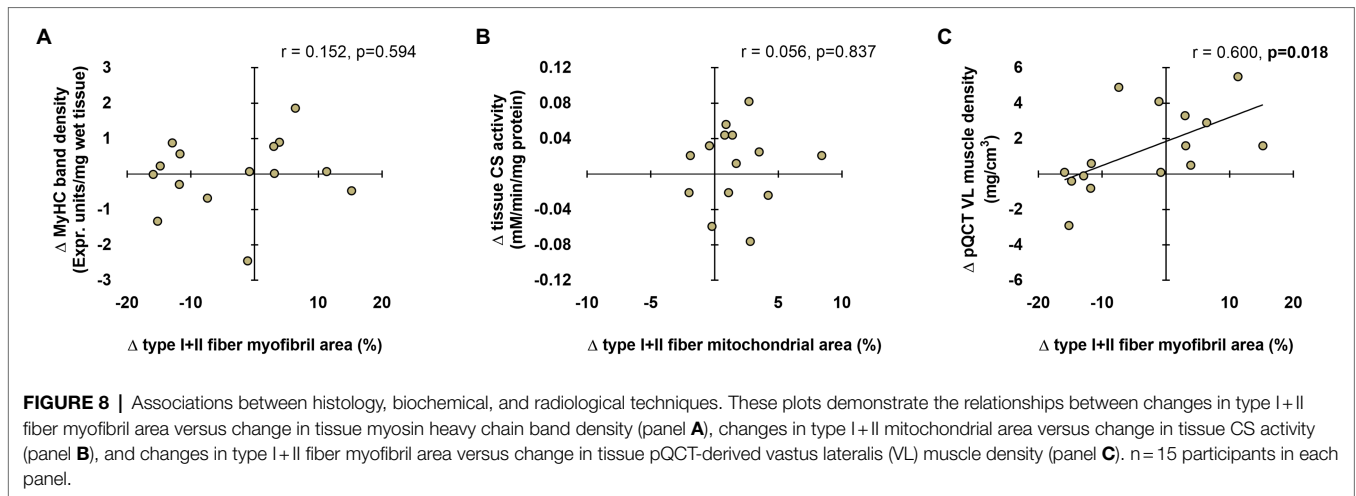 A
r = 0.152, p=0.594
Δ MyHC band density
(Expr. units/mg wet tissue)
3
2
1
-1
-2
-3
-20
-10
10
20
Δ type I+II fiber myofibril area (%)
B
r = 0.056, p=0.837
Δ tissue CS activity
(mM/min/mg protein)
0.12
0.08
0.04
-0.04
-0.08
-0.12
-10
-5
5
10
Δ type I+II fiber mitochondrial area (%)
C
r = 0.600, p=0.018
Δ pQCT VL muscle density
(mg/cm³)
6
4
2
-2
-4
-6
-20
-10
10
20
Δ type I+II fiber myofibril area (%)
FIGURE 8 | Associations between histology, biochemical, and radiological techniques. These plots demonstrate the relationships between changes in type I+II
fiber myofibril area versus change in tissue myosin heavy chain band density (panel A), changes in type I+II mitochondrial area versus change in tissue CS activity
(panel B), and changes in type I+II fiber myofibril area versus change in tissue pQCT-derived vastus lateralis (VL) muscle density (panel C). n=15 participants in each
panel.